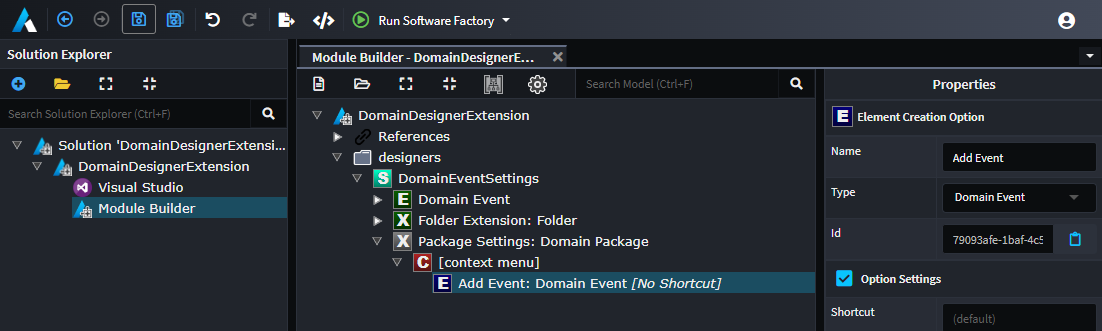 Run Software Factory
Solution Explorer
Search Solution Explorer (Ctrl+F)
Solution 'DomainDesignerExtensi...
DomainDesignerExtension
Visual Studio
Module Builder
Module Builder - DomainDesignerE...
Search Model (Ctrl+F)
DomainDesignerExtension
References
designers
S DomainEventSettings
E Domain Event
X Folder Extension: Folder
X Package Settings: Domain Package
C [context menu]
E Add Event: Domain Event [No Shortcut]
Properties
E Element Creation Option
Name Add Event
Type Domain Event
Id 79093afe-1baf-4c5
Option Settings
Shortcut (default)